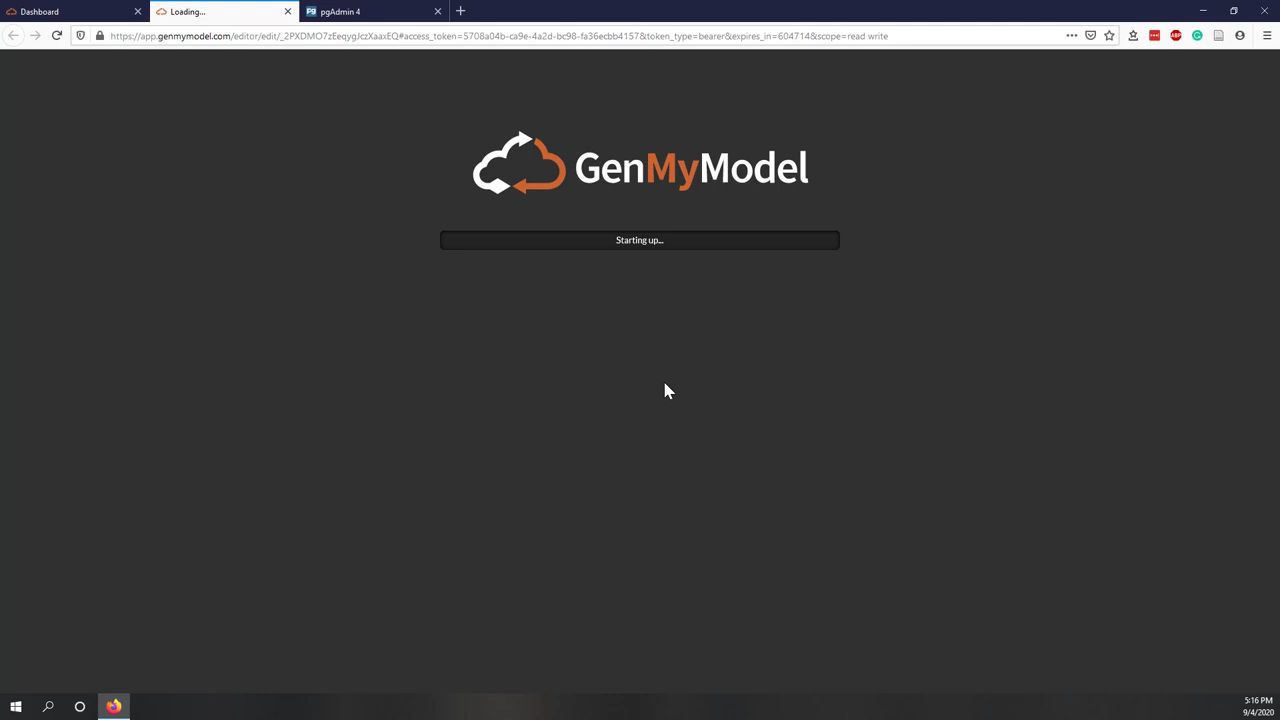 Dashboard
Loading...
pgAdmin 4
https://app.genmymodel.com/editor/edit/_2PXDMO7zEeqygJczXaaxEQ#access_token=5708a04b-ca9e-4a2d-bc98-fa36ecbb4157&token_type=bearer&expires_in=604714&scope=read write
GenMyModel
Starting up...
5:16 PM
9/4/2020